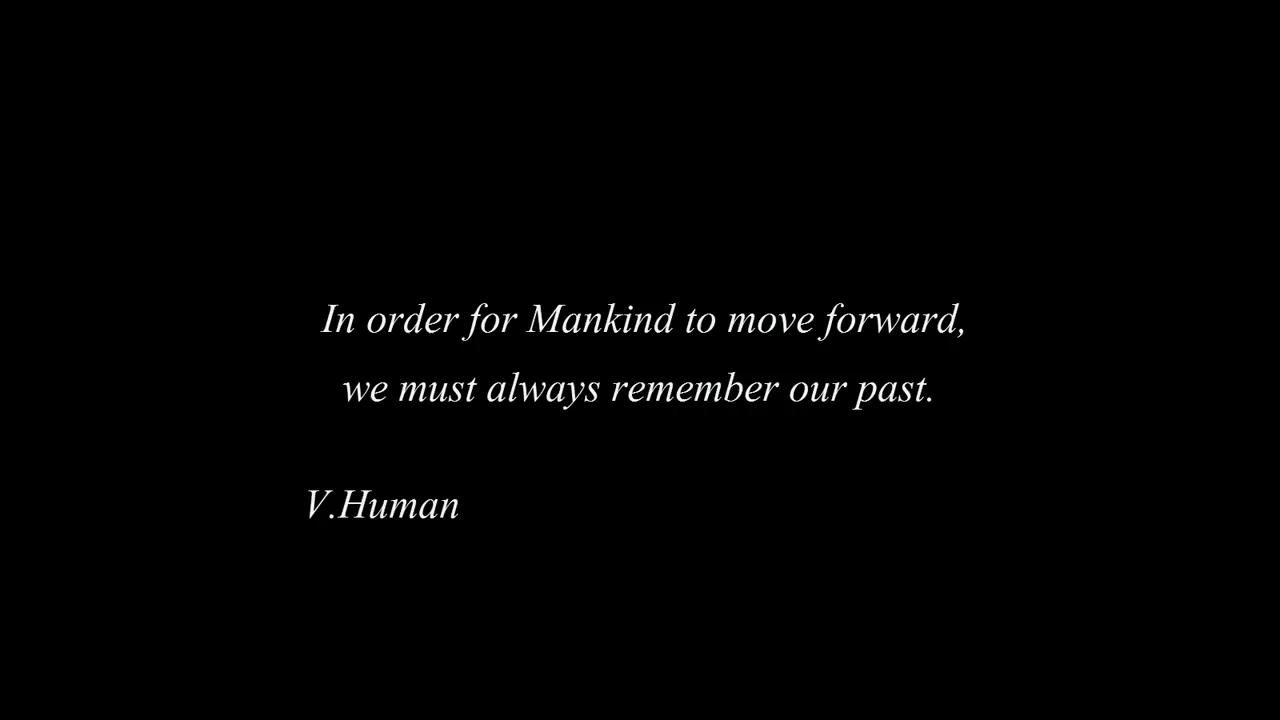 In order for Mankind to move forward,
we must always remember our past.
V.Human